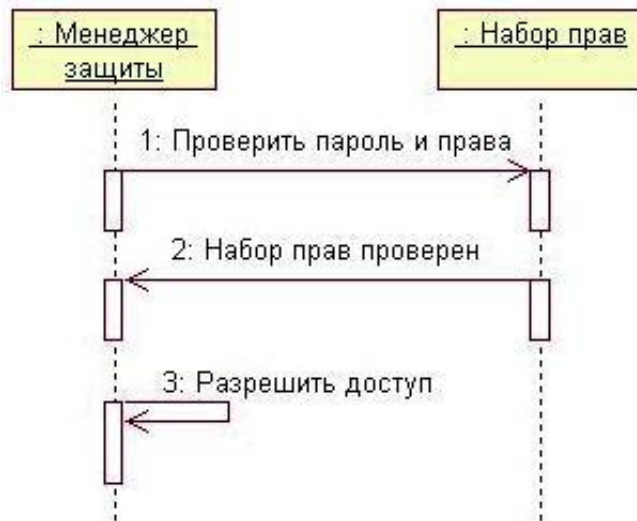 : Менеджер
защиты
: Набор прав
1: Проверить пароль и права
2: Набор прав проверен
3: Разрешить доступ